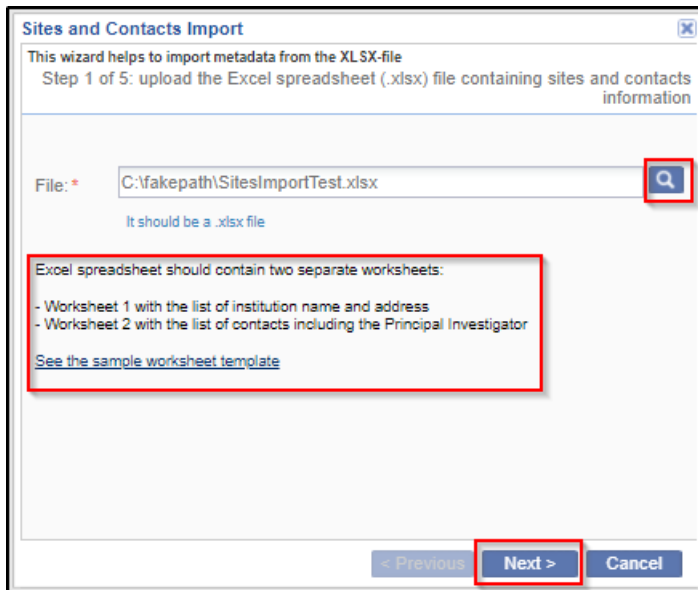 Sites and Contacts Import
This wizard helps to import metadata from the XLSX-file
Step 1 of 5: upload the Excel spreadsheet (.xlsx) file containing sites and contacts
information
File: * C:\fakepath\SitesImportTest.xlsx
It should be a .xlsx file
Excel spreadsheet should contain two separate worksheets:
- Worksheet 1 with the list of institution name and address
- Worksheet 2 with the list of contacts including the Principal Investigator
See the sample worksheet template
< Previous Next > Cancel